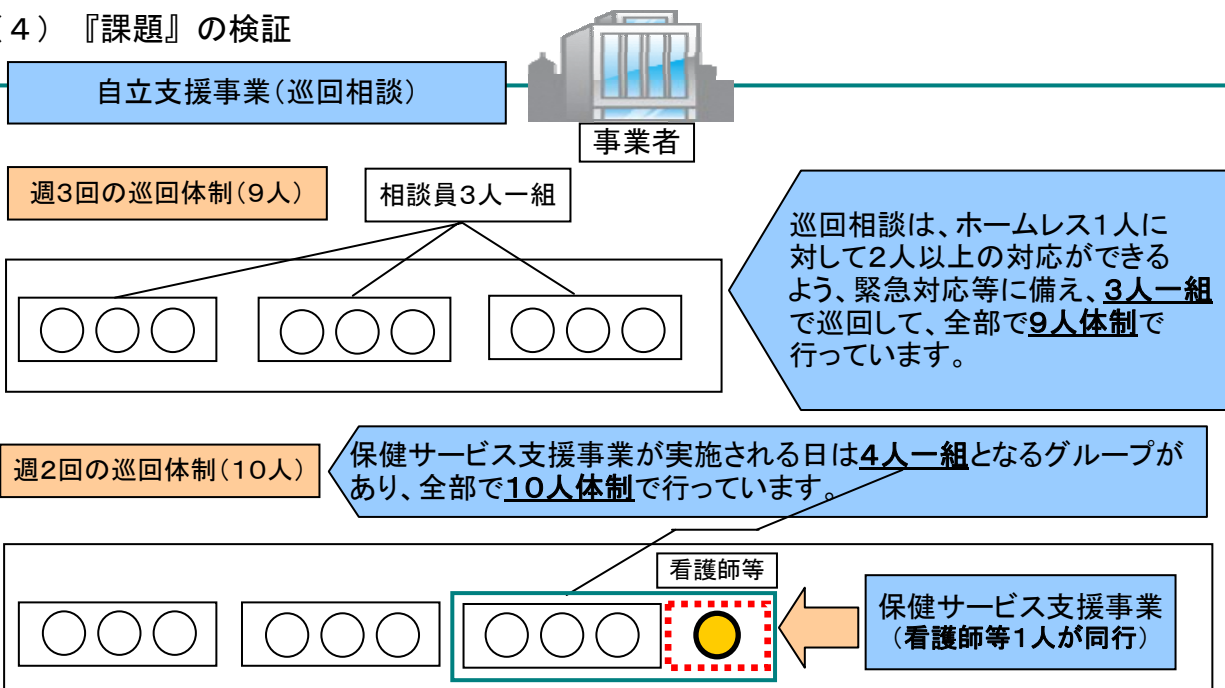 (4) 『課題』の検証
自立支援事業(巡回相談)
事業者
週3回の巡回体制(9人)
相談員3人一組
巡回相談は、ホームレス1人に
対して2人以上の対応ができる
よう、緊急対応等に備え、3人一組
で巡回して、全部で9人体制で
行っています。
週2回の巡回体制(10人)
保健サービス支援事業が実施される日は4人一組となるグループが
あり、全部で10人体制で行っています。
看護師等
保健サービス支援事業
(看護師等1人が同行)